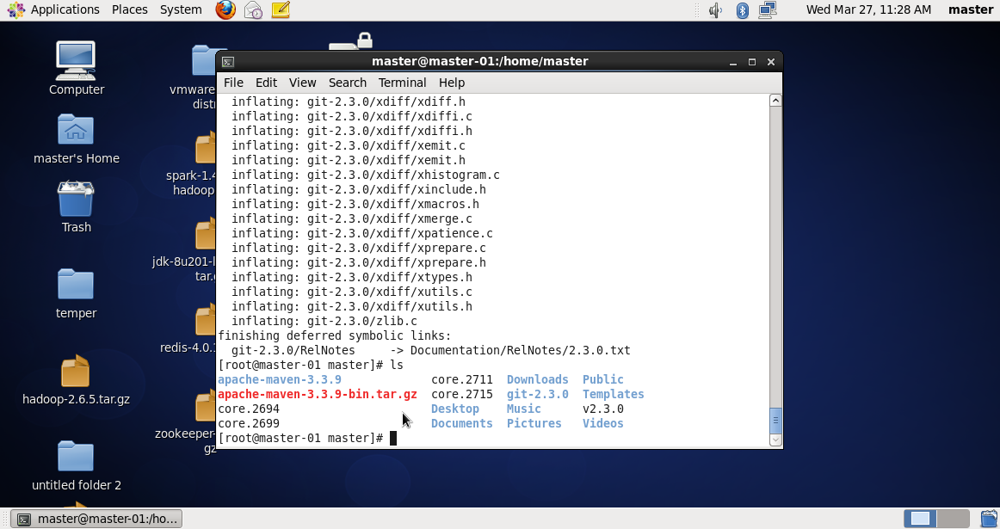 Applications Places System Wed Mar 27, 11:28 AM master
master@master-01:/home/master
File Edit View Search Terminal Help
inflating: git-2.3.0/xdiff/xdiff.h
inflating: git-2.3.0/xdiff/xdiffi.c
inflating: git-2.3.0/xdiff/xdiffi.h
inflating: git-2.3.0/xdiff/xemit.c
inflating: git-2.3.0/xdiff/xemit.h
inflating: git-2.3.0/xdiff/xhistogram.c
inflating: git-2.3.0/xdiff/xinclude.h
inflating: git-2.3.0/xdiff/xmacros.h
inflating: git-2.3.0/xdiff/xmerge.c
inflating: git-2.3.0/xdiff/xpatience.c
inflating: git-2.3.0/xdiff/xprepare.c
inflating: git-2.3.0/xdiff/xprepare.h
inflating: git-2.3.0/xdiff/xtypes.h
inflating: git-2.3.0/xdiff/xutils.c
inflating: git-2.3.0/xdiff/xutils.h
inflating: git-2.3.0/zlib.c
finishing deferred symbolic links:
git-2.3.0/RelNotes -> Documentation/RelNotes/2.3.0.txt
[root@master-01 master]# ls
apache-maven-3.3.9 core.2711 Downloads Public
apache-maven-3.3.9-bin.tar.gz core.2715 git-2.3.0 Templates
core.2694 Desktop Music v2.3.0
core.2699 Documents Pictures Videos
[root@master-01 master]#
Computer
master's Home
Trash
temper
hadoop-2.6.5.tar.gz
untitled folder 2
vmware
dist
spark-1.4
hadoop
jdk-8u201-l
tar.
redis-4.0.
zookeeper-
gz
master@master-01:/ho...